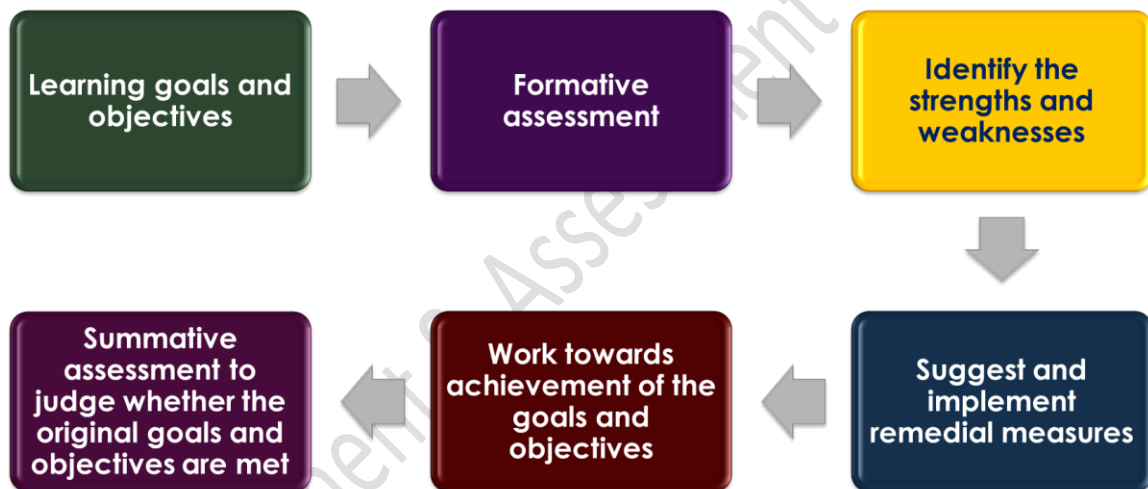 Learning goals and
objectives
Formative
assessment
Identify the
strengths and
weaknesses
Suggest and
implement
remedial measures
Work towards
achievement of the
goals and
objectives
Summative
assessment to
judge whether the
original goals and
objectives are met